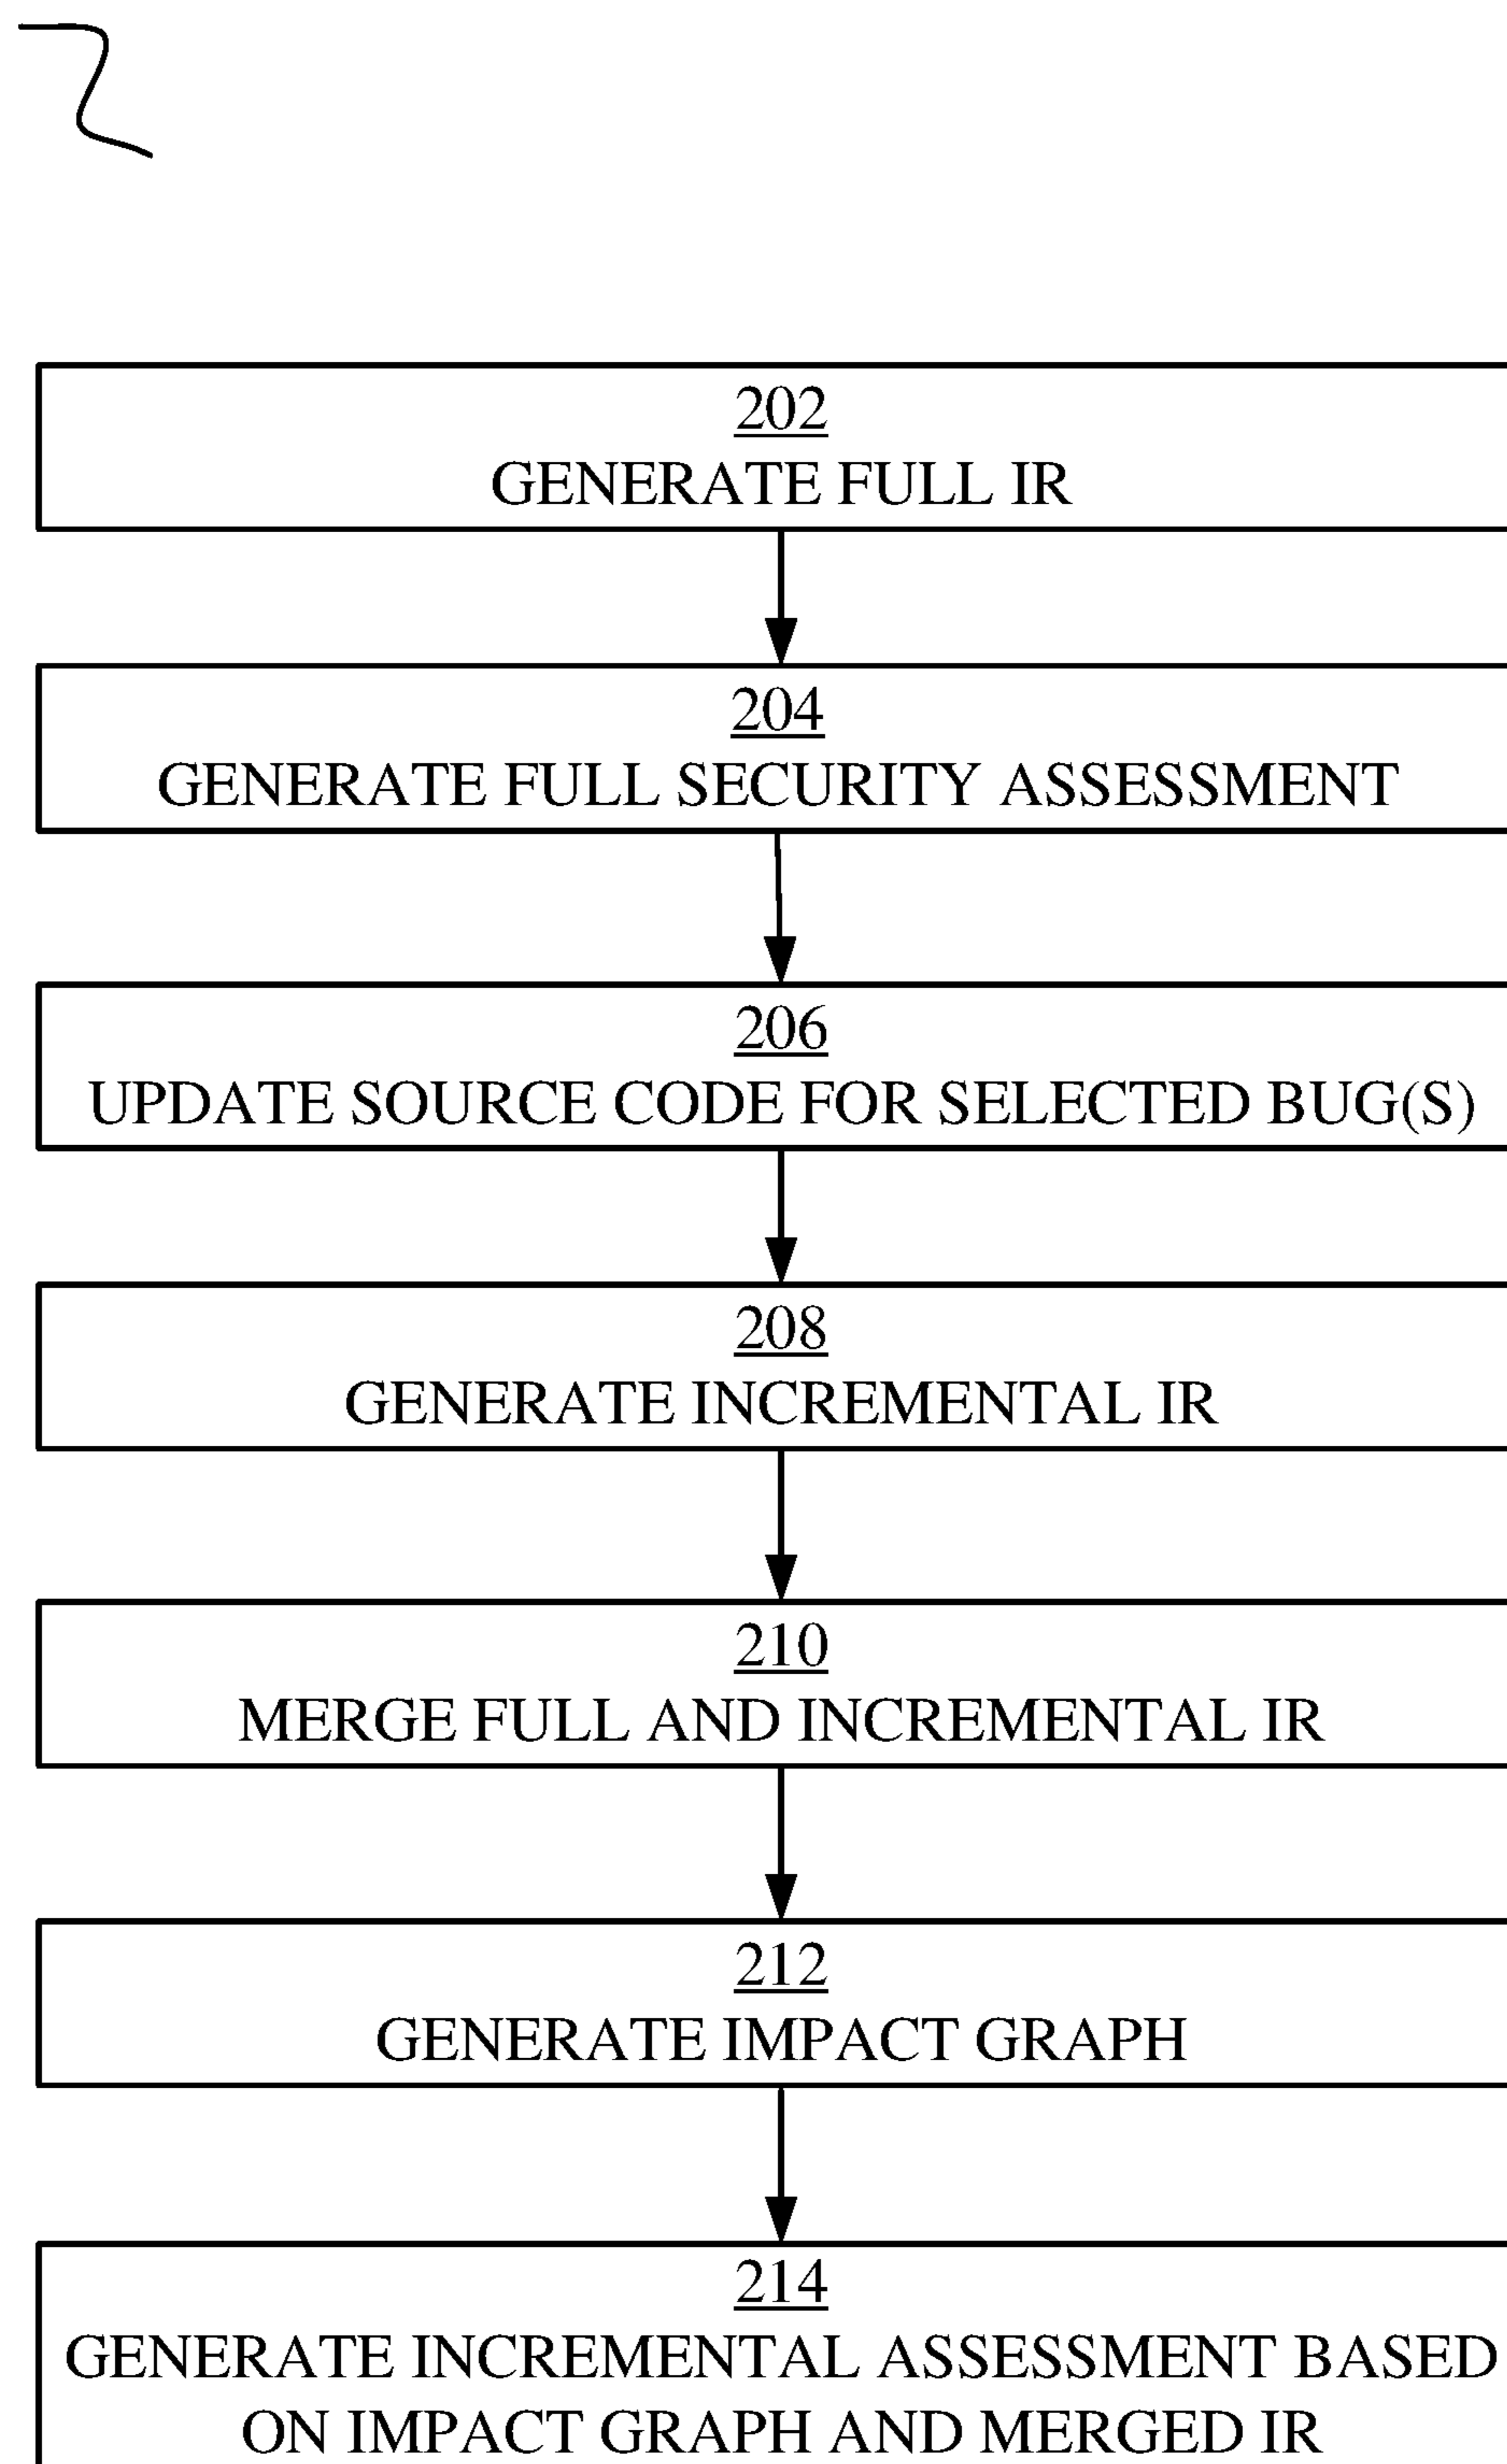 202
GENERATE FULL IR
204
GENERATE FULL SECURITY ASSESSMENT
206
UPDATE SOURCE CODE FOR SELECTED BUG(S)
208
GENERATE INCREMENTAL IR
210
MERGE FULL AND INCREMENTAL IR
212
GENERATE IMPACT GRAPH
214
GENERATE INCREMENTAL ASSESSMENT BASED
ON IMPACT GRAPH AND MERGED IR